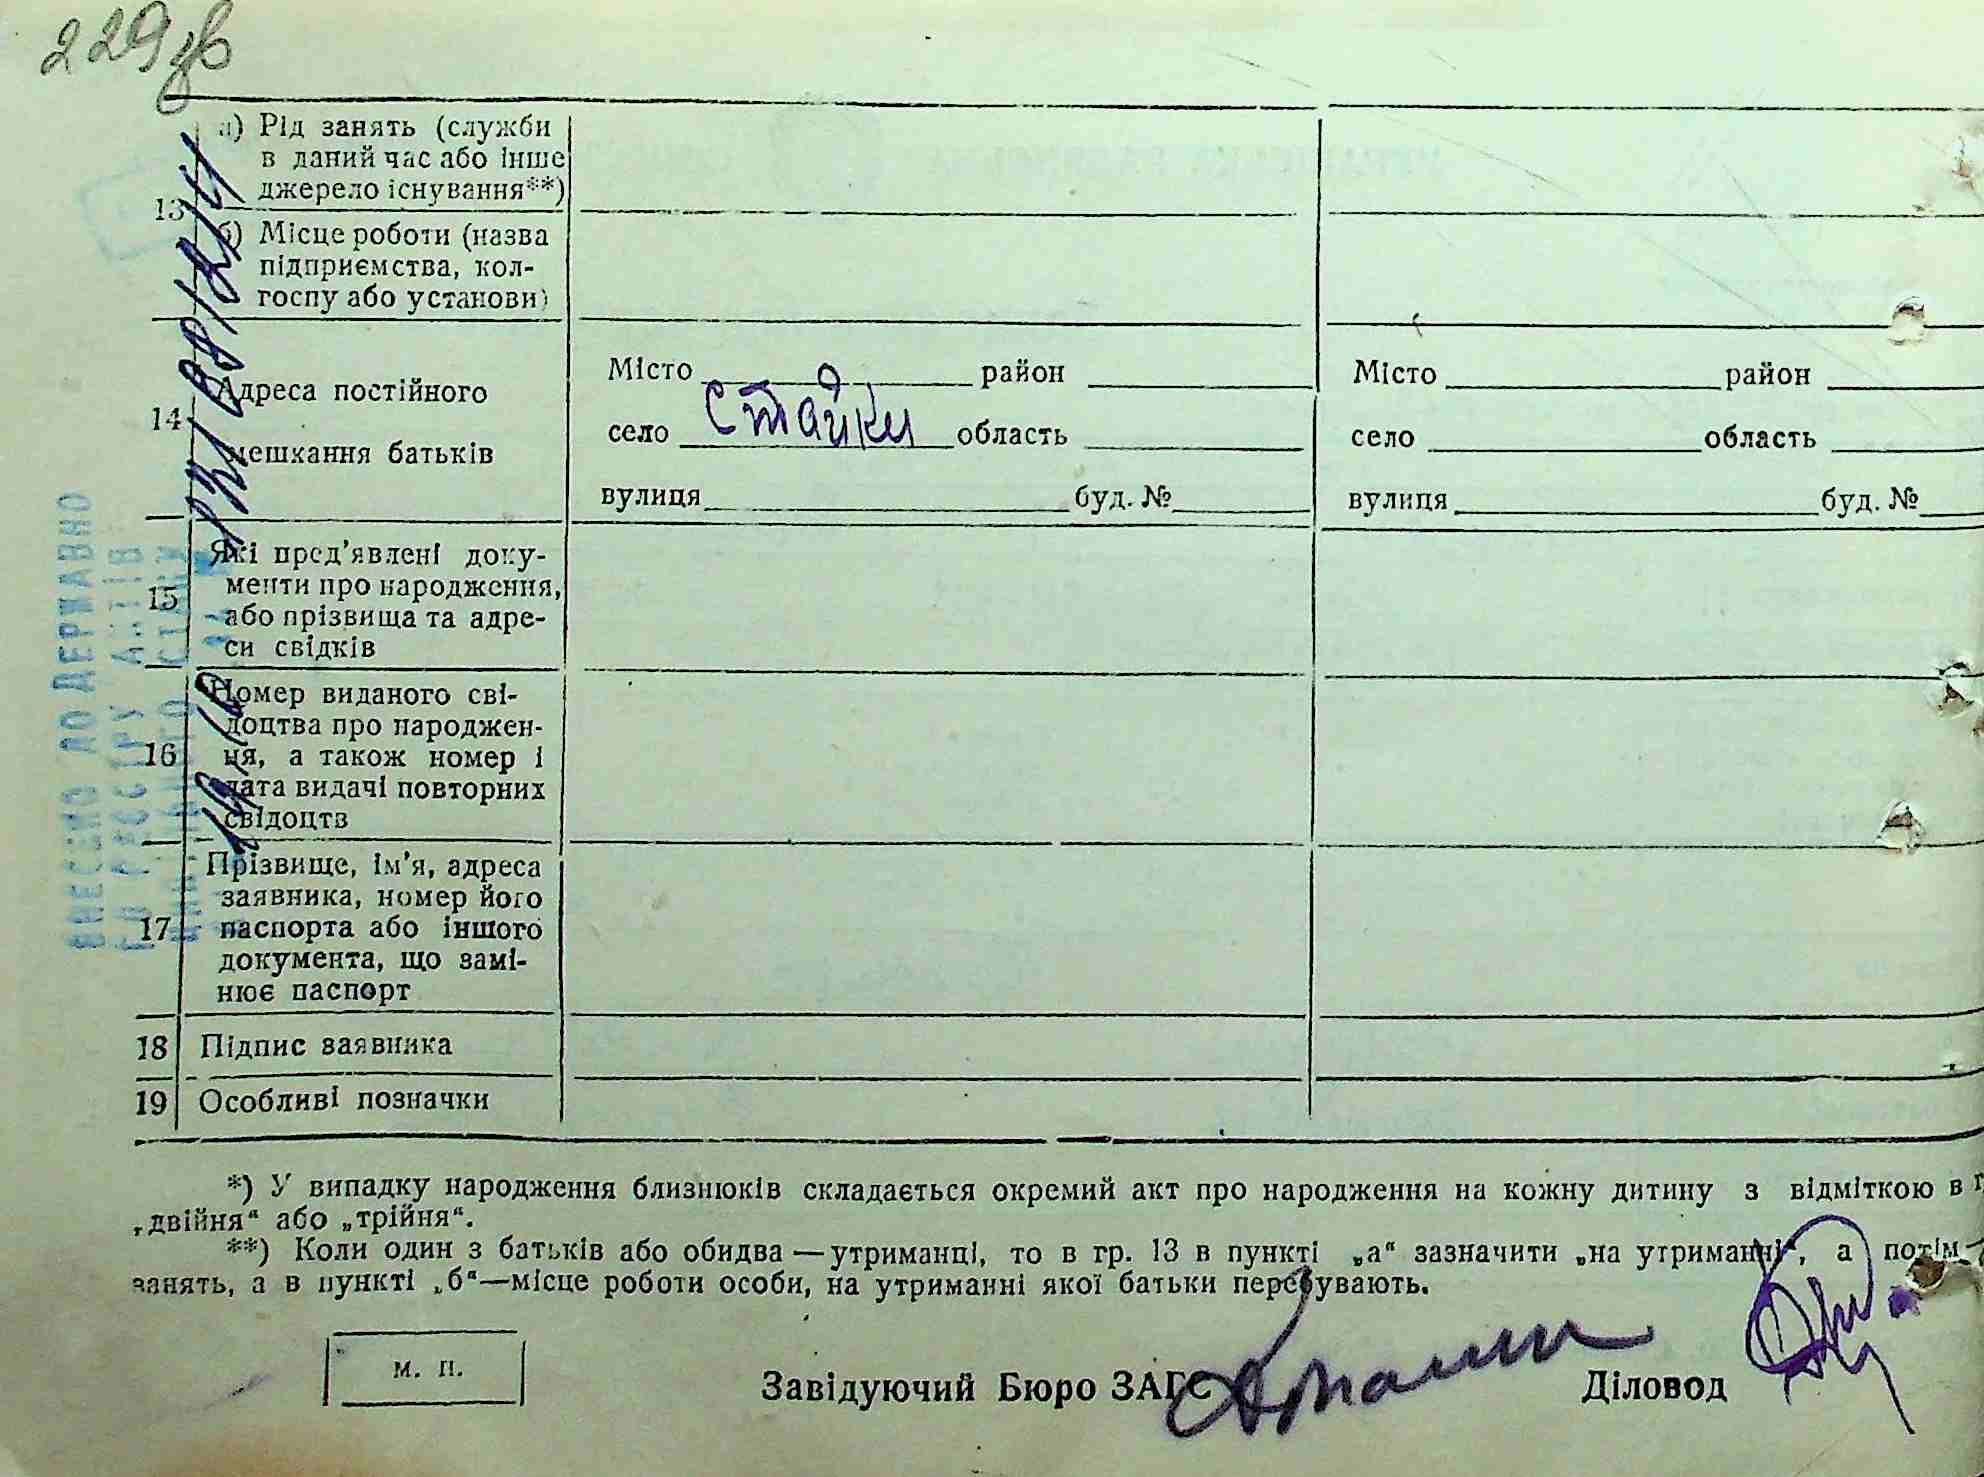 229зв
13 а) Рід занять (служби
в даний час або інше
джерело існування**)
б) Місце роботи (назва
підприємства, кол-
госпу або установи)
14 Адреса постійного
мешкання батьків
Місто район
село Стайки область
вулиця буд. №
Місто район
село область
вулиця буд. №
15 Які пред'явлені доку-
менти про народження,
або прізвища та адре-
си свідків
16 Номер виданого сві-
доцтва про народжен-
ня, а також номер і
дата видачі повторних
свідоцтв
17 Прізвище, ім'я, адреса
заявника, номер його
паспорта або іншого
документа, що замі-
нює паспорт
18 Підпис заявника
19 Особливі позначки
ВНЕСЕНО ДО ДЕРЖАВНО
*) У випадку народження близнюків складається окремий акт про народження на кожну дитину з відміткою в г
„двійня“ або „трійня“.
**) Коли один з батьків або обидва — утриманці, то в гр. 13 в пункті „а“ зазначити „на утриманні“, а потім
занять, а в пункті „б“—місце роботи особи, на утриманні якої батьки перебувають.
М. П.
Завідуючий Бюро ЗАГС
Діловод